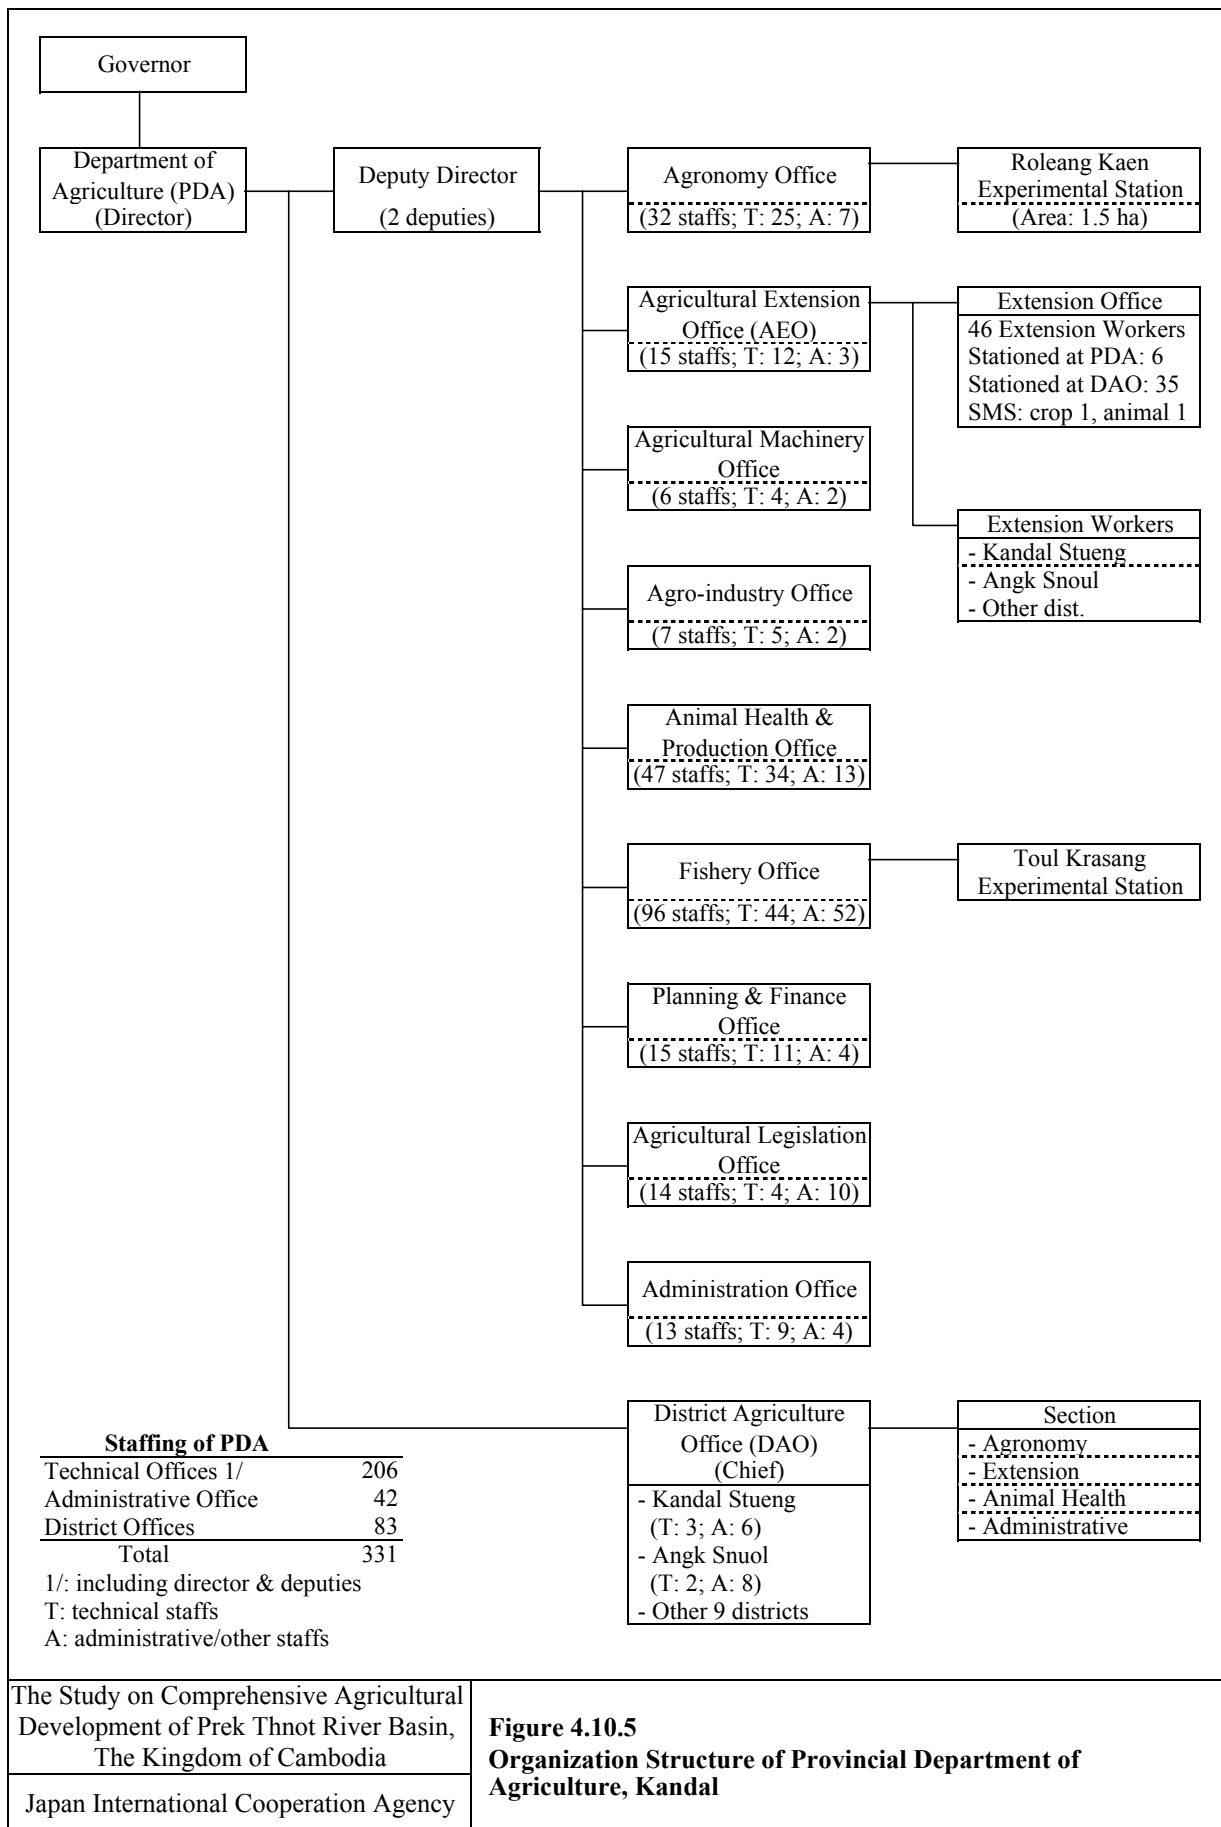 Governor
Department of
Agriculture (PDA)
(Director)
Deputy Director
(2 deputies)
Agronomy Office
(32 staffs; T: 25; A: 7)
Roleang Kaen
Experimental Station
(Area: 1.5 ha)
Agricultural Extension
Office (AEO)
(15 staffs; T: 12; A: 3)
Extension Office
46 Extension Workers
Stationed at PDA: 6
Stationed at DAO: 35
SMS: crop 1, animal 1
Agricultural Machinery
Office
(6 staffs; T: 4; A: 2)
Extension Workers
- Kandal Stueng
- Angk Snoul
- Other dist.
Agro-industry Office
(7 staffs; T: 5; A: 2)
Animal Health &
Production Office
(47 staffs; T: 34; A: 13)
Fishery Office
(96 staffs; T: 44; A: 52)
Toul Krasang
Experimental Station
Planning & Finance
Office
(15 staffs; T: 11; A: 4)
Agricultural Legislation
Office
(14 staffs; T: 4; A: 10)
Administration Office
(13 staffs; T: 9; A: 4)
District Agriculture
Office (DAO)
(Chief)
- Kandal Stueng
(T: 3; A: 6)
- Angk Snuol
(T: 2; A: 8)
- Other 9 districts
Section
- Agronomy
- Extension
- Animal Health
- Administrative
Staffing of PDA
Technical Offices 1/ 206
Administrative Office 42
District Offices 83
Total 331
1/: including director & deputies
T: technical staffs
A: administrative/other staffs
The Study on Comprehensive Agricultural
Development of Prek Thnot River Basin,
The Kingdom of Cambodia
Japan International Cooperation Agency
Figure 4.10.5
Organization Structure of Provincial Department of
Agriculture, Kandal